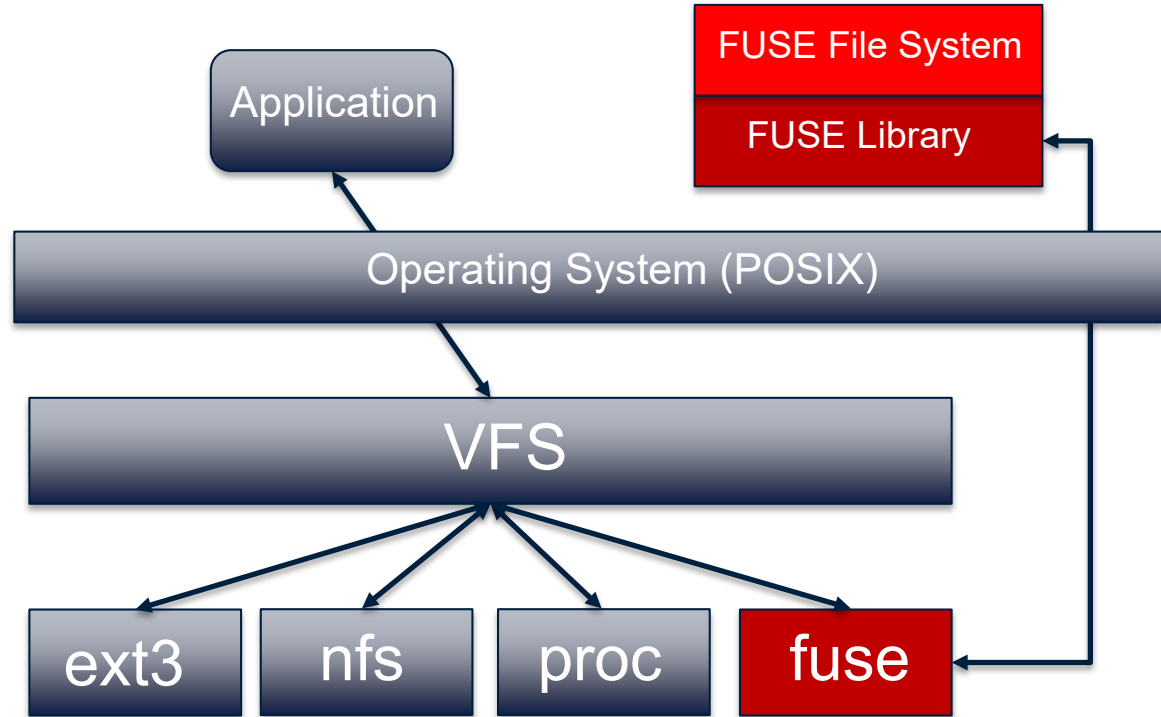 FUSE File System
Application
FUSE Library
Operating System (POSIX)
VFS
ext3
nfs
proc
fuse